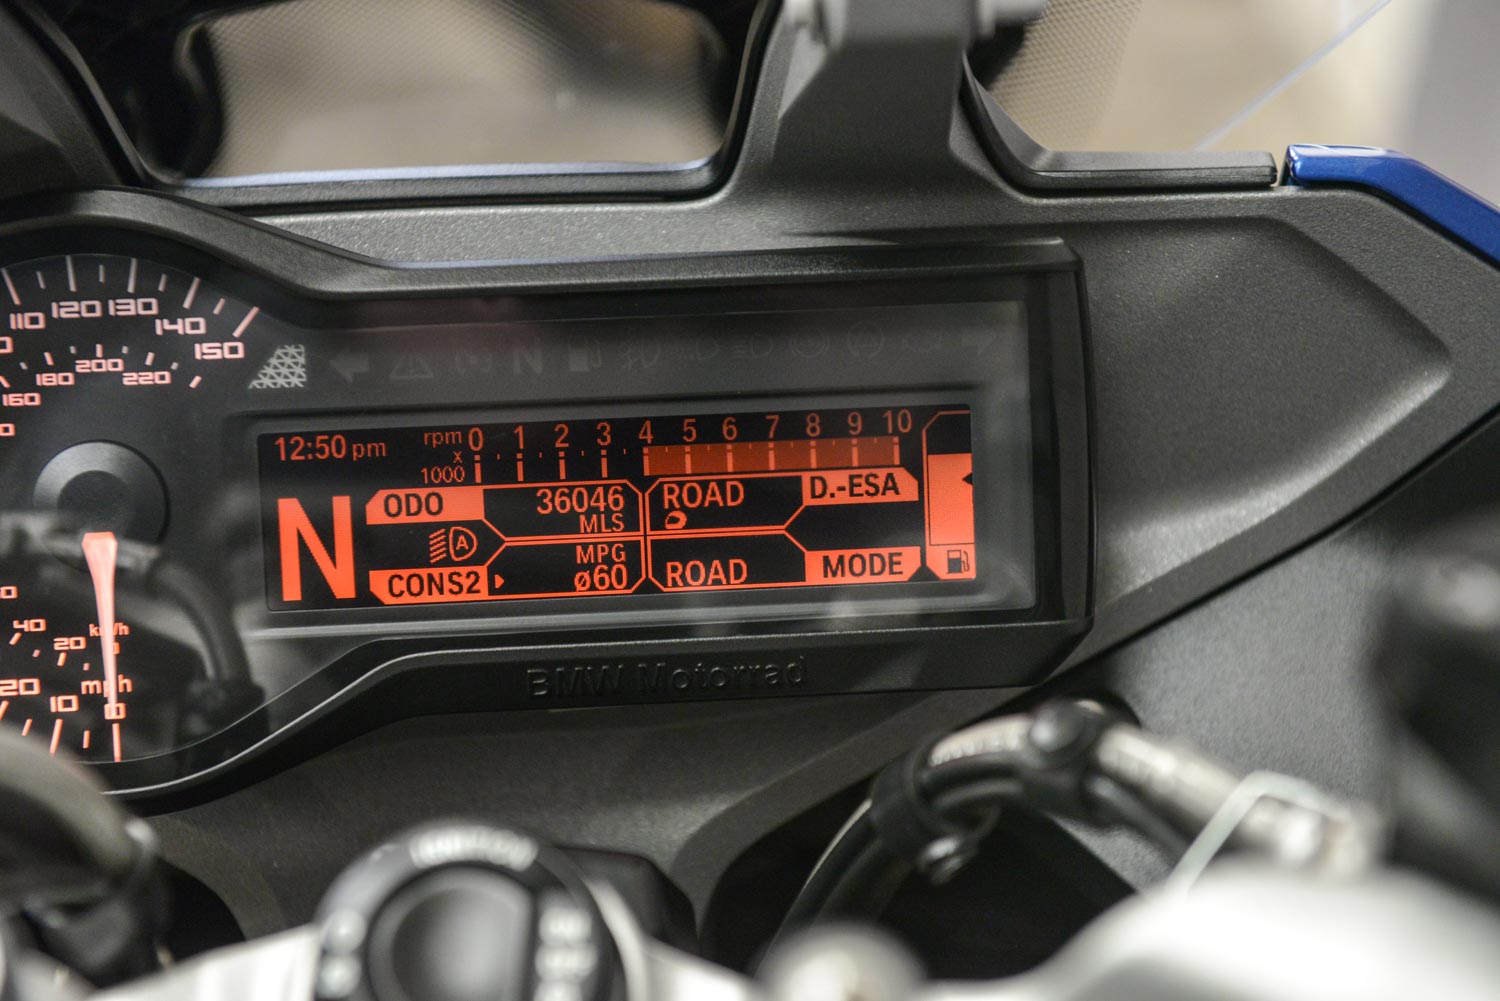 110 120 130
140
150
160 180 200 220
12:50 pm
rpm x 1000
0 1 2 3 4 5 6 7 8 9 10
N
ODO 36046
MLS
A
MPG
CONS2 ø60
ROAD D.-ESA
ROAD MODE
40
20 km/h
20 10 mph
0
BMW Motorrad